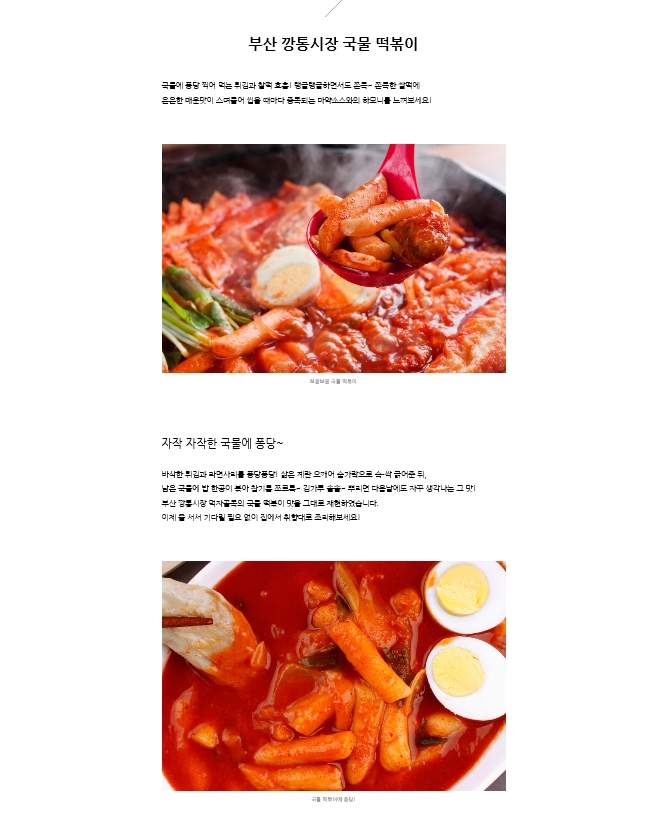 부산 깡통시장 국물 떡볶이
국물에 퐁당 찍어 먹는 튀김과 찰떡 호흡! 탱글탱글하면서도 쫀득~ 쫀득한 쌀떡에
은은한 매운맛이 스며들어 씹을 때마다 중독되는 마약소스와의 하모니를 느껴보세요!
보글보글 국물 떡볶이
자작 자작한 국물에 퐁당~
바삭한 튀김과 라면사리를 퐁당퐁당! 삶은 계란 으깨어 숟가락으로 슥-싹 긁어준 뒤,
남은 국물에 밥 한공기 볶아 참기름 쪼르륵~ 김가루 솔솔~ 뿌리면 다음날에도 자꾸 생각나는 그 맛!
부산 깡통시장 먹자골목의 국물 떡볶이 맛을 그대로 재현하였습니다.
이제 줄 서서 기다릴 필요 없이 집에서 취향대로 조리해보세요!
국물 떡볶이에 퐁당!